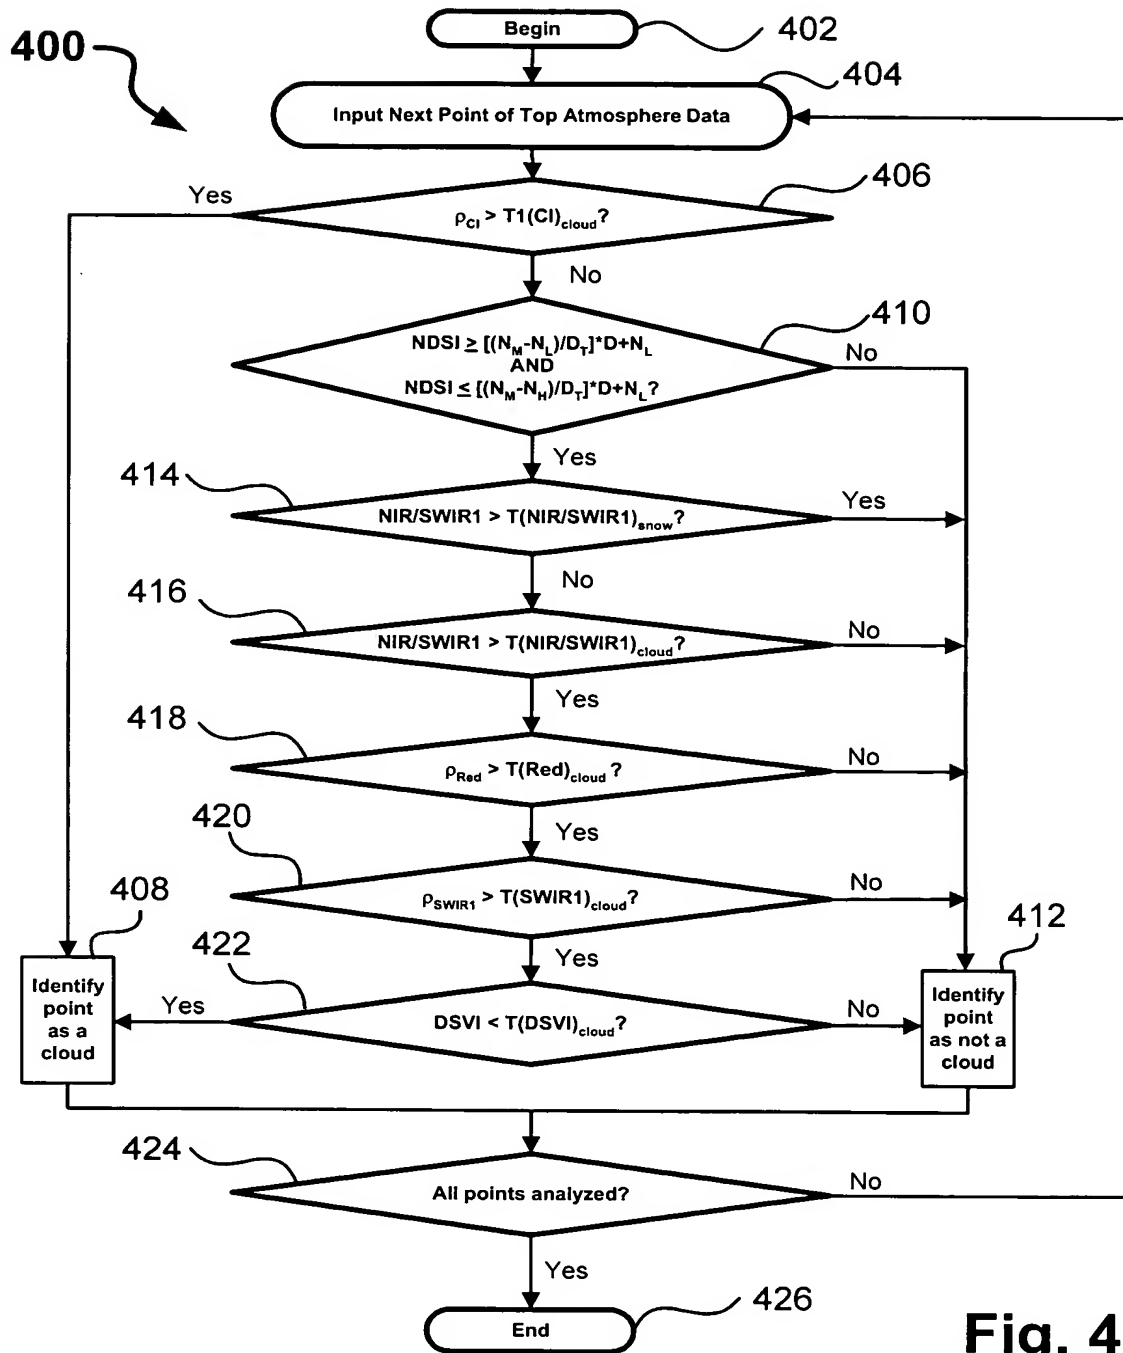 400
Begin
402
404
Input Next Point of Top Atmosphere Data
Yes
406
ρCI > T1(CI)cloud?
No
410
NDSI ≥ [(NM-NL)/DT]*D+NL
AND
NDSI ≤ [(NM-NH)/DT]*D+NL?
No
Yes
414
NIR/SWIR1 > T(NIR/SWIR1)snow?
Yes
No
416
NIR/SWIR1 > T(NIR/SWIR1)cloud?
No
Yes
418
ρRed > T(Red)cloud?
No
Yes
420
ρSWIR1 > T(SWIR1)cloud?
No
408
Yes
412
422
Identify
point
as a
cloud
Yes
DSVI < T(DSVI)cloud?
No
Identify
point
as not a
cloud
424
All points analyzed?
No
Yes
426
End
Fig. 4